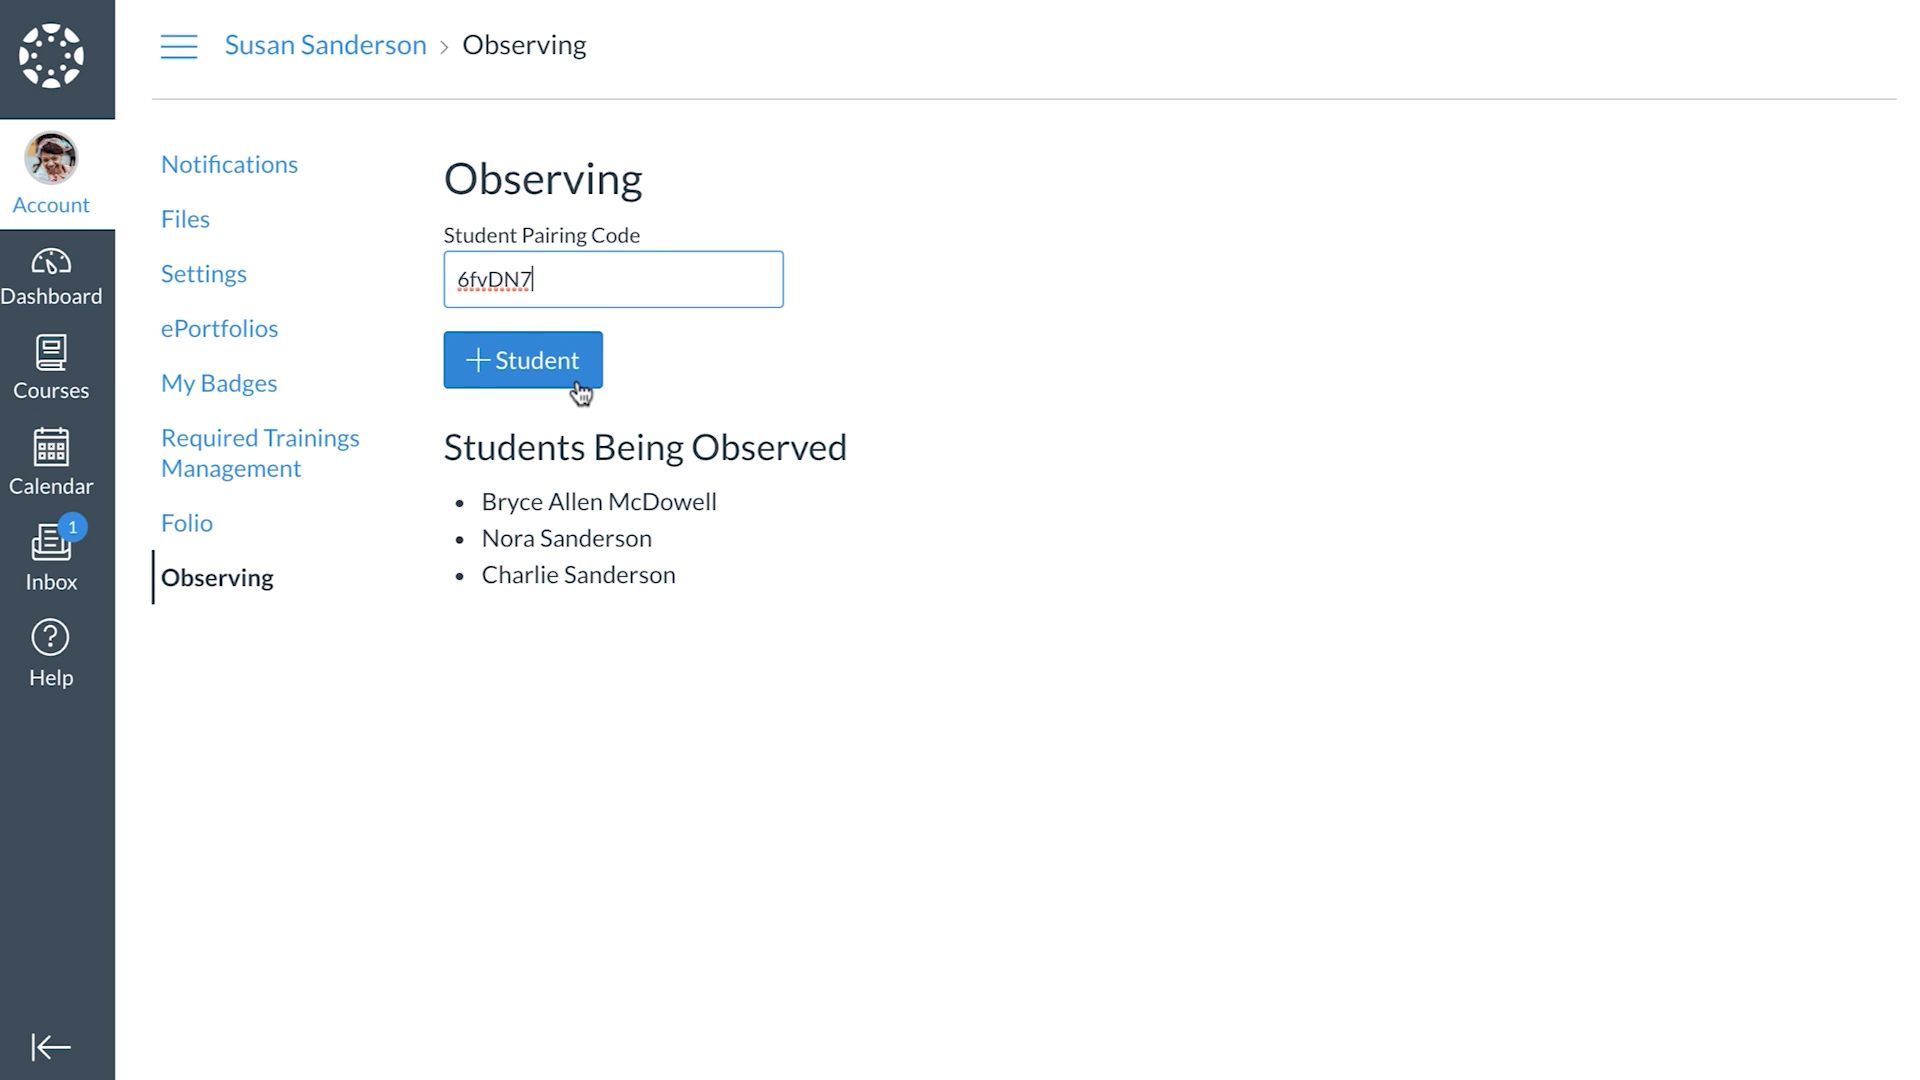 Susan Sanderson > Observing
Account
Dashboard
Courses
Calendar
1
Inbox
Help
Notifications
Files
Settings
ePortfolios
My Badges
Required Trainings
Management
Folio
Observing
Observing
Student Pairing Code
6fvDN7
+ Student
Students Being Observed
• Bryce Allen McDowell
• Nora Sanderson
• Charlie Sanderson